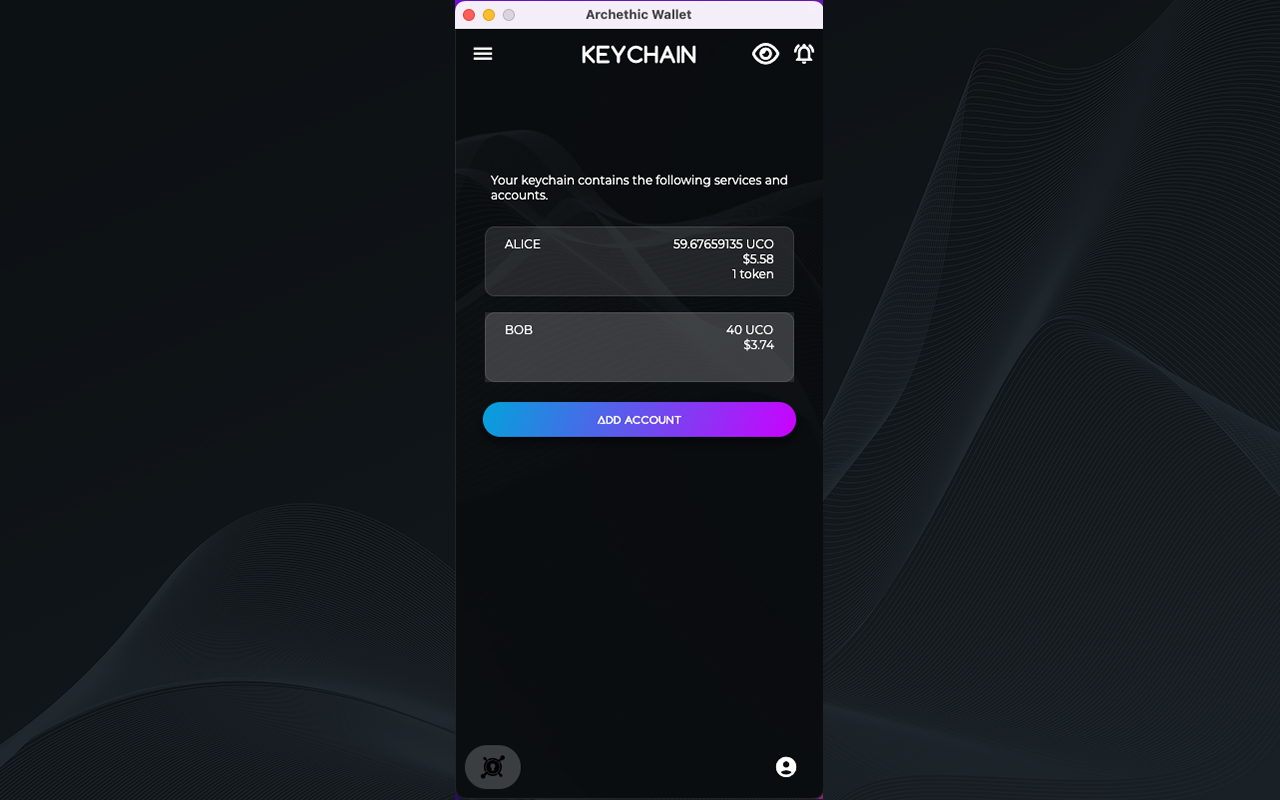 Archethic Wallet
KEYCHAIN
Your keychain contains the following services and
accounts.
ALICE 59.67659135 UCO
$5.58
1 token
BOB 40 UCO
$3.74
ADD ACCOUNT